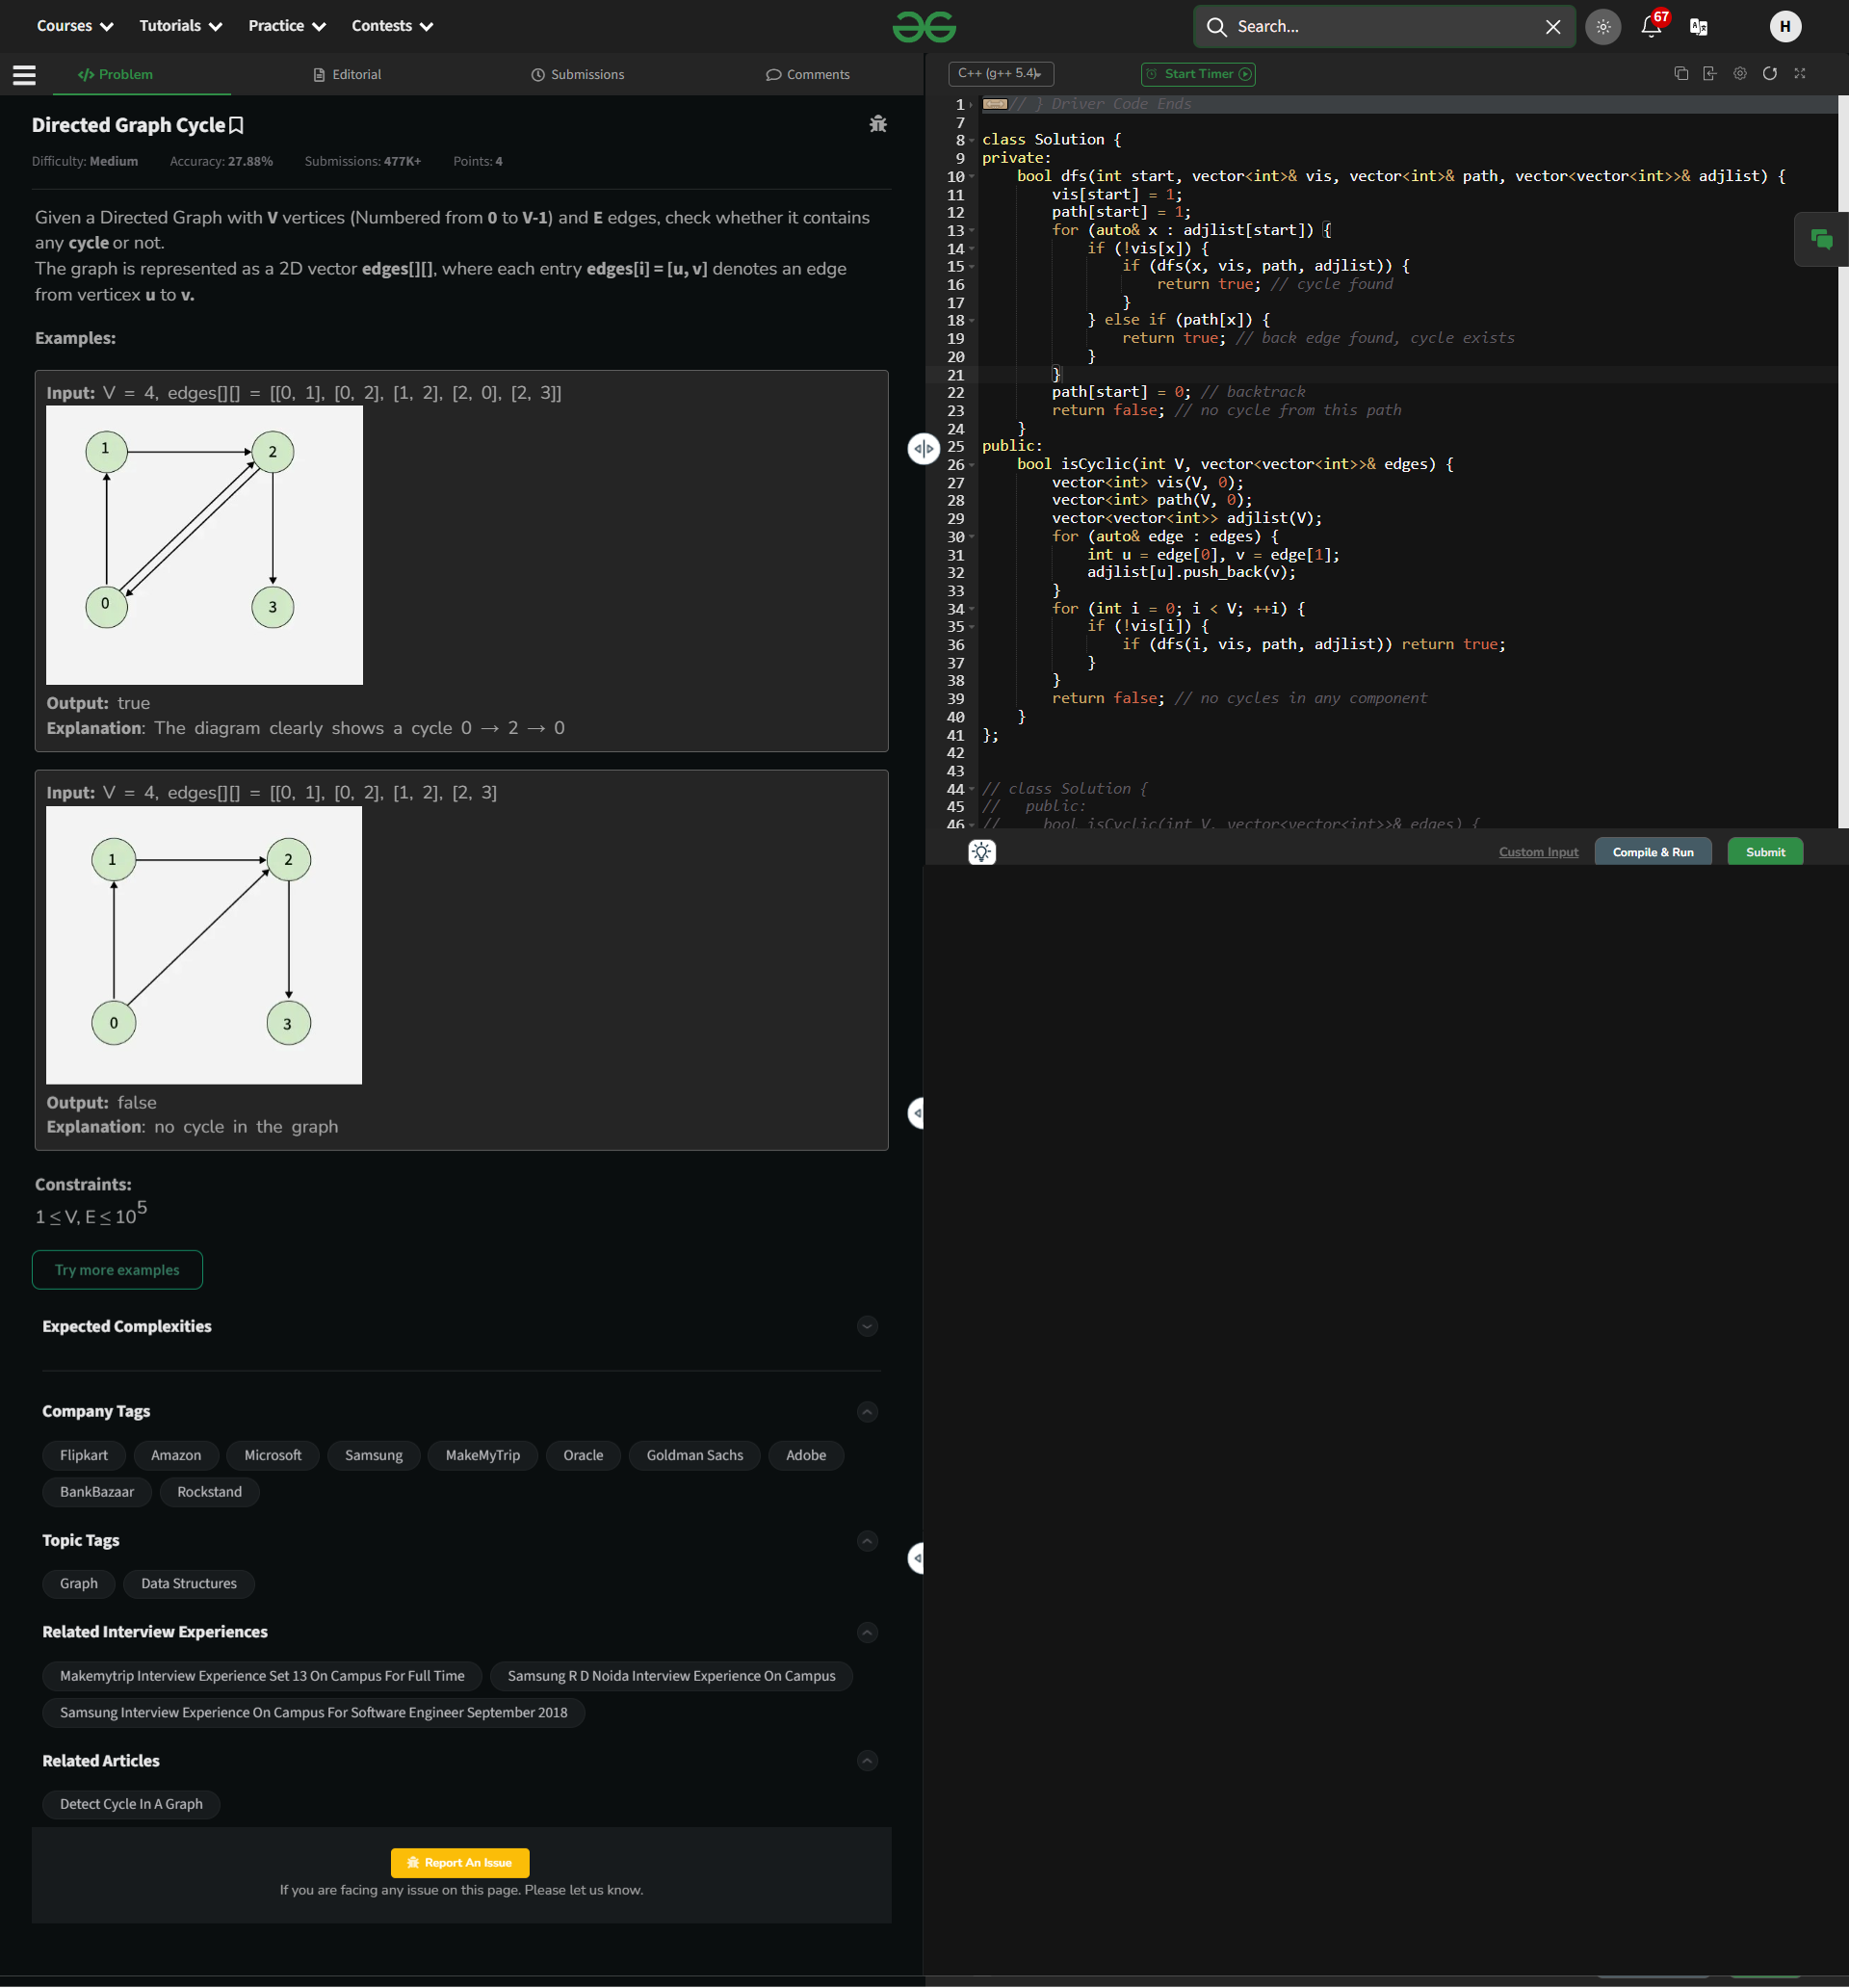 Courses Tutorials Practice Contests
Search...
67
H
</> Problem Editorial Submissions Comments
Directed Graph Cycle
Difficulty: Medium Accuracy: 27.88% Submissions: 477K+ Points: 4
Given a Directed Graph with V vertices (Numbered from 0 to V-1) and E edges, check whether it contains
any cycle or not.
The graph is represented as a 2D vector edges[][], where each entry edges[i] = [u, v] denotes an edge
from verticex u to v.
Examples:
Input: V = 4, edges[][] = [[0, 1], [0, 2], [1, 2], [2, 0], [2, 3]]
1 2
0 3
Output: true
Explanation: The diagram clearly shows a cycle 0 → 2 → 0
Input: V = 4, edges[][] = [[0, 1], [0, 2], [1, 2], [2, 3]
1 2
0 3
Output: false
Explanation: no cycle in the graph
Constraints:
1 ≤ V, E ≤ 10^5
Try more examples
Expected Complexities
Company Tags
Flipkart Amazon Microsoft Samsung MakeMyTrip Oracle Goldman Sachs Adobe
BankBazaar Rockstand
Topic Tags
Graph Data Structures
Related Interview Experiences
Makemytrip Interview Experience Set 13 On Campus For Full Time Samsung R D Noida Interview Experience On Campus
Samsung Interview Experience On Campus For Software Engineer September 2018
Related Articles
Detect Cycle In A Graph
Report An Issue
If you are facing any issue on this page. Please let us know.
C++ (g++ 5.4) Start Timer
1 // } Driver Code Ends
7
8 class Solution {
9 private:
10 bool dfs(int start, vector<int>& vis, vector<int>& path, vector<vector<int>>& adjlist) {
11 vis[start] = 1;
12 path[start] = 1;
13 for (auto& x : adjlist[start]) {
14 if (!vis[x]) {
15 if (dfs(x, vis, path, adjlist)) {
16 return true; // cycle found
17 }
18 } else if (path[x]) {
19 return true; // back edge found, cycle exists
20 }
21 }
22 path[start] = 0; // backtrack
23 return false; // no cycle from this path
24 }
25 public:
26 bool isCyclic(int V, vector<vector<int>>& edges) {
27 vector<int> vis(V, 0);
28 vector<int> path(V, 0);
29 vector<vector<int>> adjlist(V);
30 for (auto& edge : edges) {
31 int u = edge[0], v = edge[1];
32 adjlist[u].push_back(v);
33 }
34 for (int i = 0; i < V; ++i) {
35 if (!vis[i]) {
36 if (dfs(i, vis, path, adjlist)) return true;
37 }
38 }
39 return false; // no cycles in any component
40 }
41 };
42
43
44 // class Solution {
45 // public:
46 // bool isCyclic(int V, vector<vector<int>>& edges) {
Custom Input Compile & Run Submit